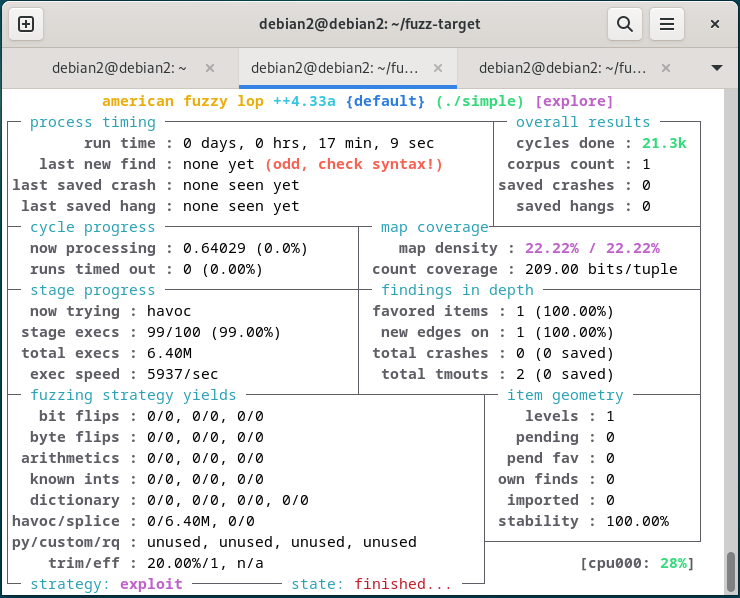 debian2@debian2: ~/fuzz-target
debian2@debian2: ~ × debian2@debian2: ~/fu… × debian2@debian2: ~/fu… ×
american fuzzy lop ++4.33a {default} (./simple) [explore]
process timing overall results
run time : 0 days, 0 hrs, 17 min, 9 sec cycles done : 21.3k
last new find : none yet (odd, check syntax!) corpus count : 1
last saved crash : none seen yet saved crashes : 0
last saved hang : none seen yet saved hangs : 0
cycle progress map coverage
now processing : 0.64029 (0.0%) map density : 22.22% / 22.22%
runs timed out : 0 (0.00%) count coverage : 209.00 bits/tuple
stage progress findings in depth
now trying : havoc favored items : 1 (100.00%)
stage execs : 99/100 (99.00%) new edges on : 1 (100.00%)
total execs : 6.40M total crashes : 0 (0 saved)
exec speed : 5937/sec total tmouts : 2 (0 saved)
fuzzing strategy yields item geometry
bit flips : 0/0, 0/0, 0/0 levels : 1
byte flips : 0/0, 0/0, 0/0 pending : 0
arithmetics : 0/0, 0/0, 0/0 pend fav : 0
known ints : 0/0, 0/0, 0/0 own finds : 0
dictionary : 0/0, 0/0, 0/0, 0/0 imported : 0
havoc/splice : 0/6.40M, 0/0 stability : 100.00%
py/custom/rq : unused, unused, unused, unused
trim/eff : 20.00%/1, n/a [cpu000: 28%]
strategy: exploit state: finished...